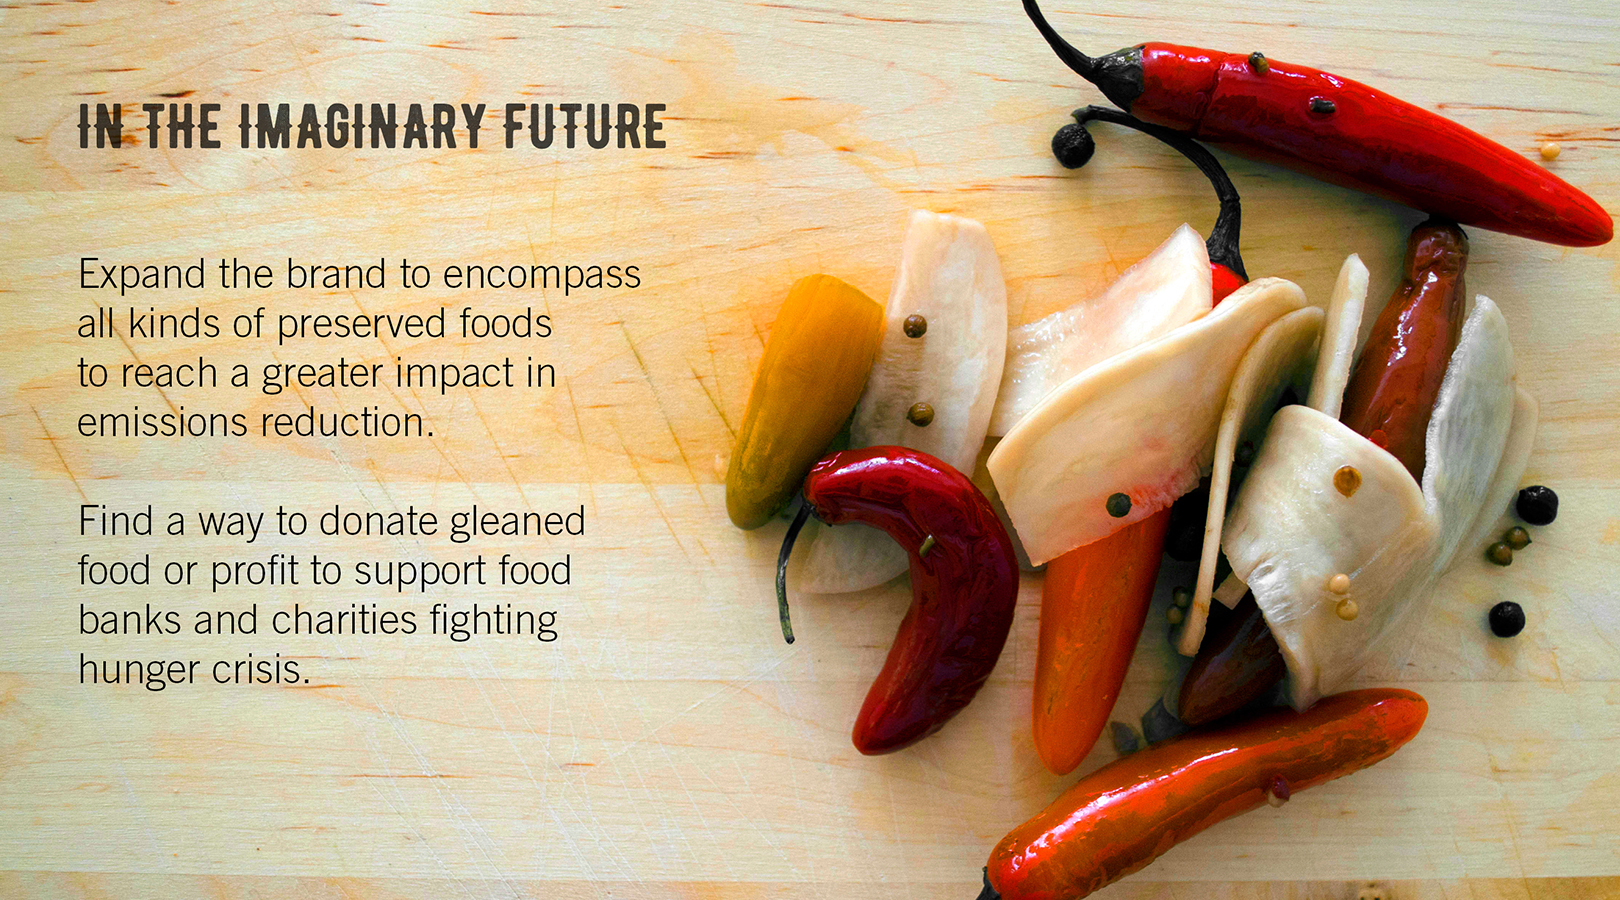 IN THE IMAGINARY FUTURE
Expand the brand to encompass
all kinds of preserved foods
to reach a greater impact in
emissions reduction.
Find a way to donate gleaned
food or profit to support food
banks and charities fighting
hunger crisis.